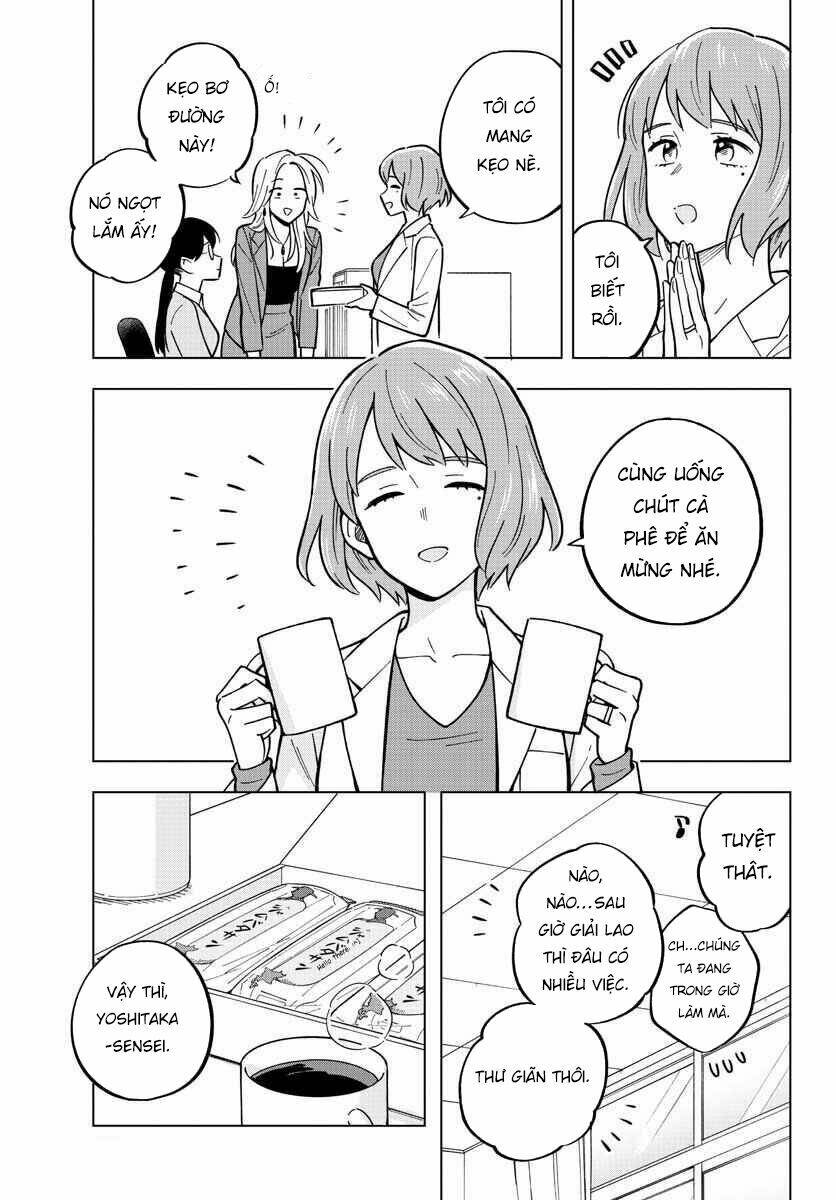 TÔI
BIẾT
RỒI.
TÔI CÓ
MANG
KẸO NÈ.
Ồ!
KẸO BƠ
ĐƯỜNG
NÀY!
NÓ NGỌT
LẮM ẤY!
CÙNG UỐNG
CHÚT CÀ
PHÊ ĐỂ ĂN
MỪNG NHÉ.
TUYỆT
THẬT.
CH...CHÚNG
TA ĐANG
TRONG GIỜ
LÀM MÀ.
NÀO,
NÀO...SAU
GIỜ GIẢI LAO
THÌ ĐÂU CÓ
NHIỀU VIỆC.
THƯ GIÃN THÔI.
Hello there
VẬY THÌ,
YOSHITAKA
-SENSEI.